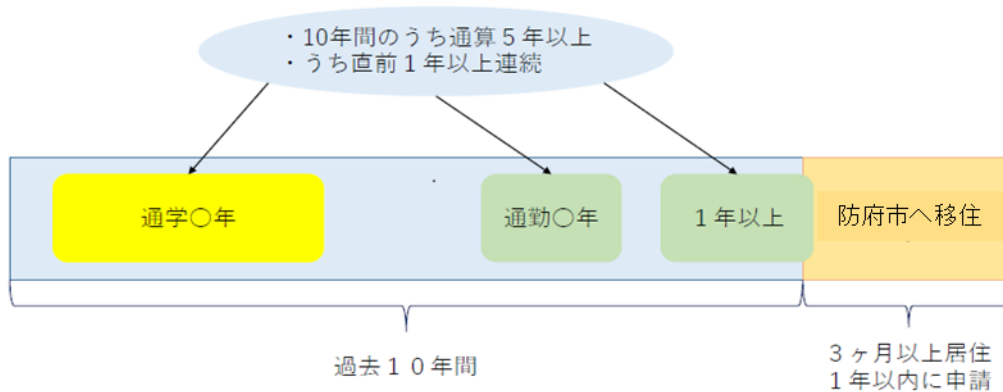 ・10年間のうち通算５年以上
・うち直前１年以上連続
通学〇年
通勤〇年
１年以上
防府市へ移住
過去１０年間
３ヶ月以上居住
１年以内に申請